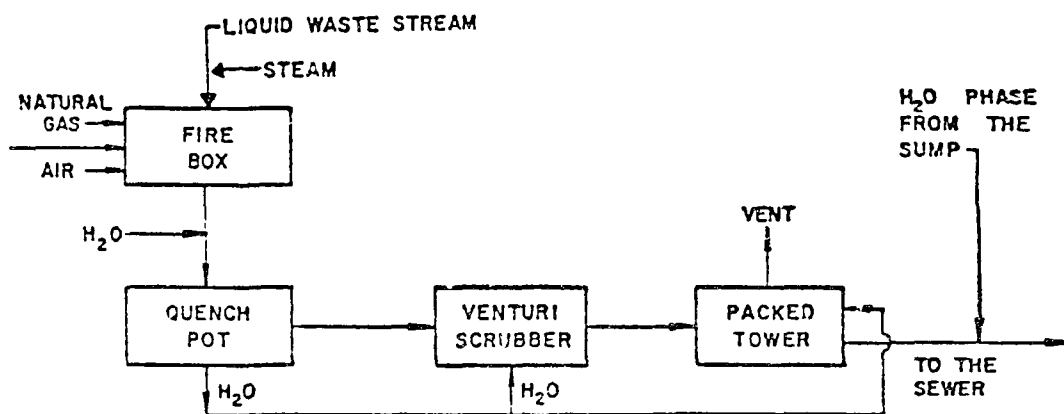 LIQUID WASTE STREAM
STEAM
NATURAL
GAS
AIR
FIRE
BOX
H₂O PHASE
FROM THE
SUMP
H₂O
VENT
QUENCH
POT
VENTURI
SCRUBBER
PACKED
TOWER
TO THE
SEWER
H₂O
H₂O